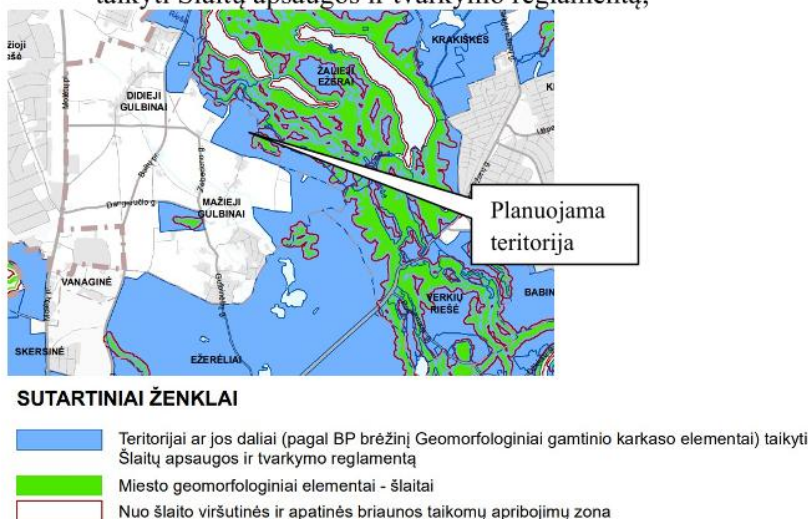 taikyti Šlaitų apsaugos ir tvarkymo reglamentą;
KRAKIŠKĖS
ŽALIEJI
EŽERAI
DIDIEJI
GULBINAI
MAŽIEJI
GULBINAI
Planuojama
teritorija
VANAGINĖ
VERKIŲ
RIEŠĖ
BABIN
SKERSINĖ
EŽERĖLIAI
SUTARTINIAI ŽENKLAI
Teritorijai ar jos daliai (pagal BP brėžinį Geomorfologiniai gamtinio karkaso elementai) taikyti
Šlaitų apsaugos ir tvarkymo reglamentą
Miesto geomorfologiniai elementai - šlaitai
Nuo šlaito viršutinės ir apatinės briaunos taikomų apribojimų zona